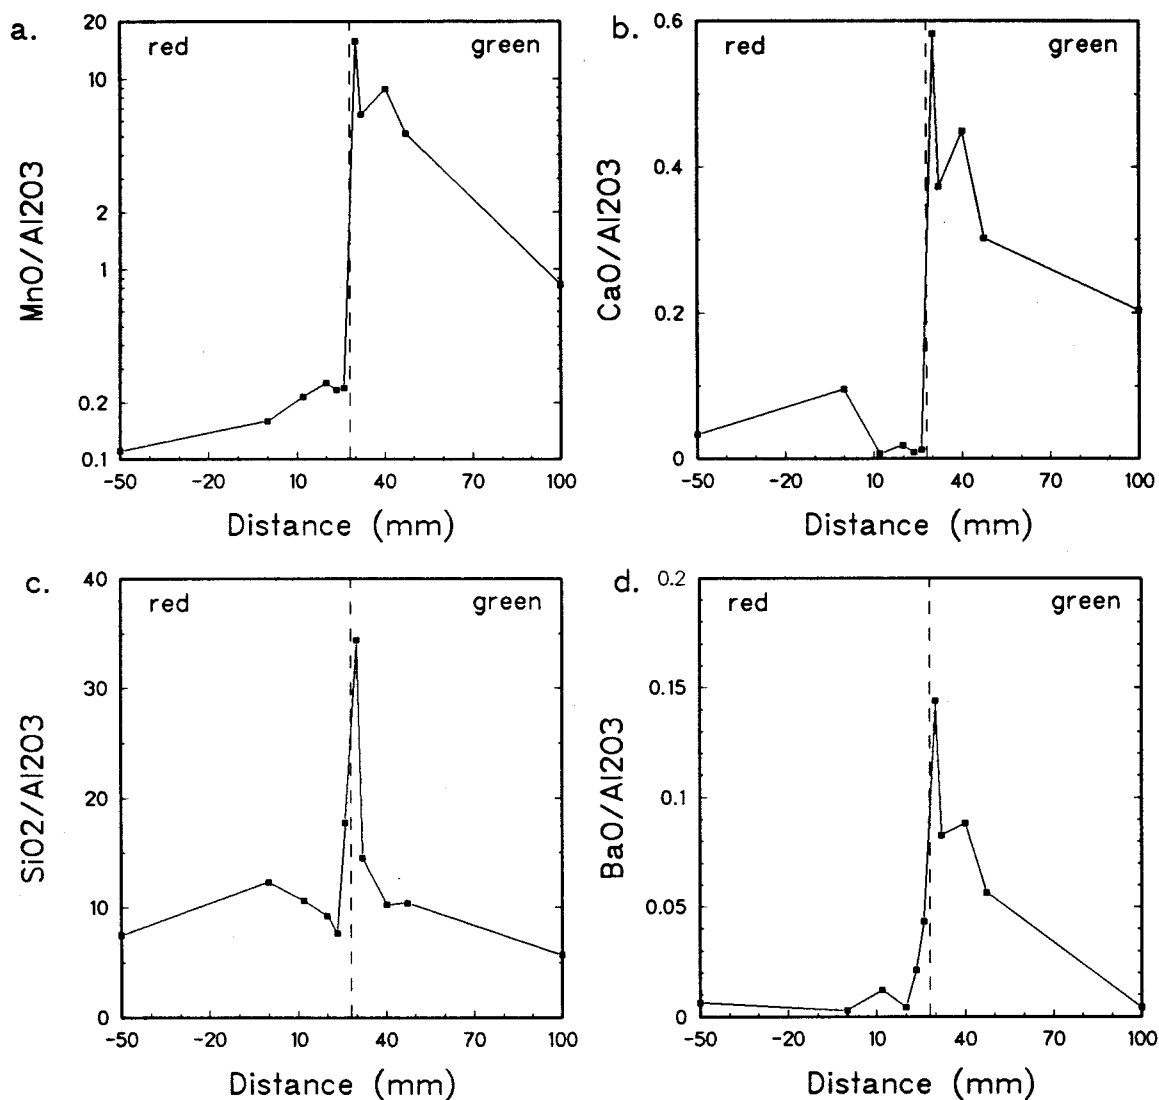 a.
20
10
2
1
0.2
0.1
MnO/Al2O3
red
green
-50 -20 10 40 70 100
Distance (mm)
b.
0.6
0.4
0.2
0
CaO/Al2O3
red
green
-50 -20 10 40 70 100
Distance (mm)
c.
40
30
20
10
0
SiO2/Al2O3
red
green
-50 -20 10 40 70 100
Distance (mm)
d.
0.2
0.15
0.1
0.05
0
BaO/Al2O3
red
green
-50 -20 10 40 70 100
Distance (mm)